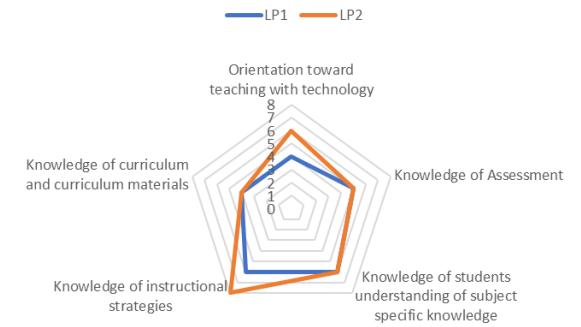 LP1 LP2
Orientation toward
teaching with technology
8
7
6
5
4
3
2
1
0
Knowledge of curriculum
and curriculum materials
Knowledge of Assessment
Knowledge of instructional
strategies
Knowledge of students
understanding of subject
specific knowledge